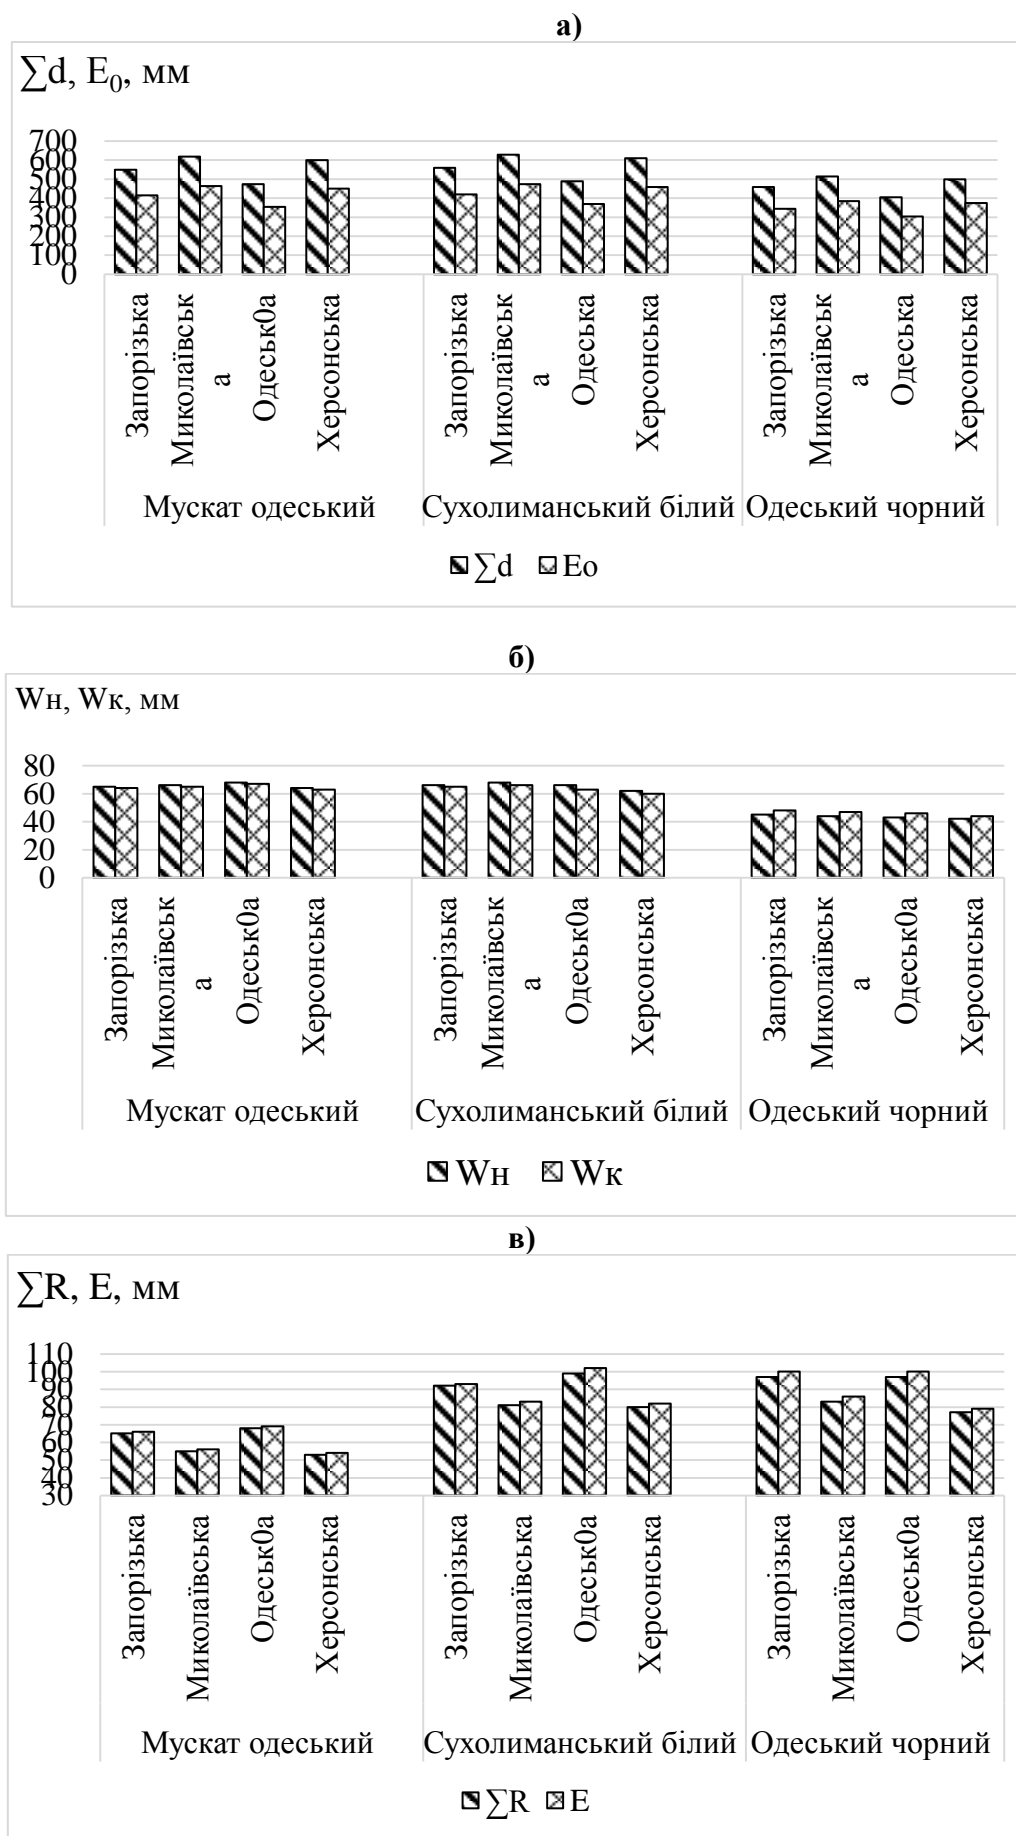 а)
∑d, E₀, мм
700
600
500
400
300
200
100
0
Запорізька
Миколаївськ
а
Одеськ0а
Херсонська
Запорізька
Миколаївськ
а
Одеська
Херсонська
Запорізька
Миколаївськ
а
Одеська
Херсонська
Мускат одеський
Сухолиманський білий
Одеський чорний
∑d Eo
б)
Wн, Wк, мм
80
60
40
20
0
Запорізька
Миколаївськ
а
Одеськ0а
Херсонська
Запорізька
Миколаївськ
а
Одеськ0а
Херсонська
Запорізька
Миколаївськ
а
Одеськ0а
Херсонська
Мускат одеський
Сухолиманський білий
Одеський чорний
Wн Wк
в)
∑R, E, мм
110
100
90
80
70
60
50
40
30
Запорізька
Миколаївська
Одеськ0а
Херсонська
Запорізька
Миколаївська
Одеськ0а
Херсонська
Запорізька
Миколаївська
Одеськ0а
Херсонська
Мускат одеський
Сухолиманський білий
Одеський чорний
∑R E